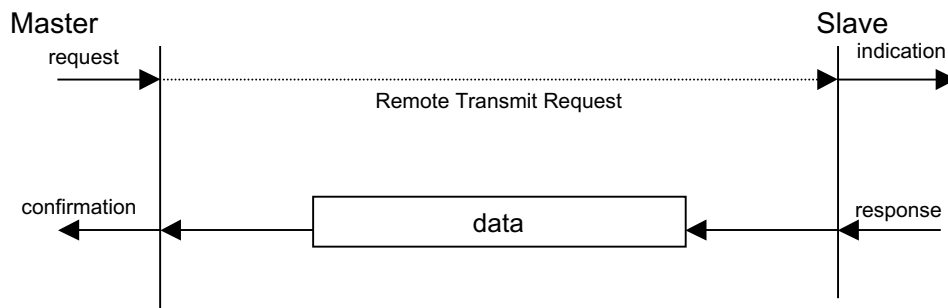 Master
Slave
request
indication
Remote Transmit Request
confirmation
data
response